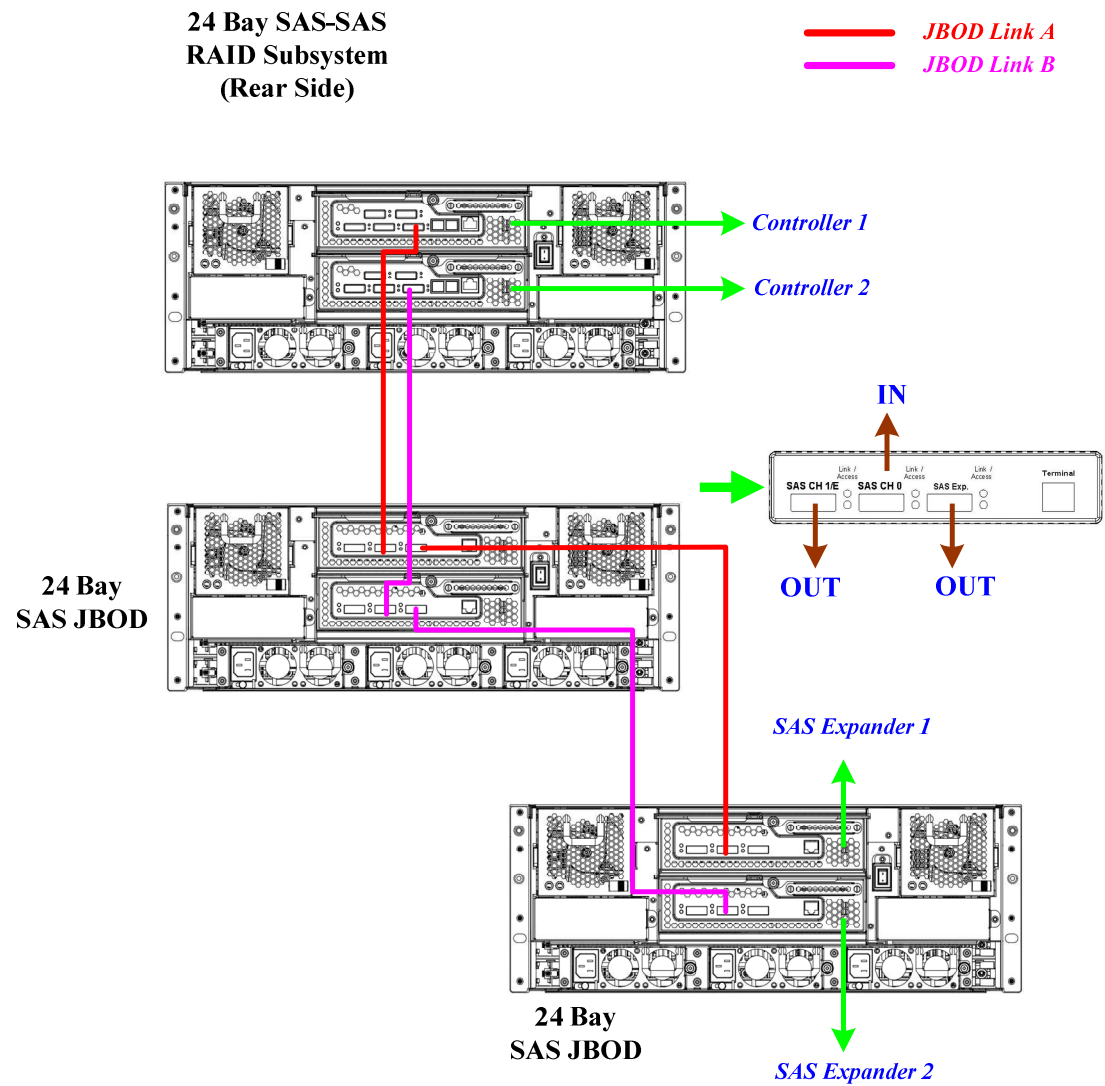 24 Bay SAS-SAS
RAID Subsystem
(Rear Side)
JBOD Link A
JBOD Link B
Controller 1
Controller 2
IN
Link / Access
Link / Access
Link / Access
Terminal
SAS CH 1/E
SAS CH 0
SAS Exp.
OUT
OUT
24 Bay
SAS JBOD
SAS Expander 1
24 Bay
SAS JBOD
SAS Expander 2